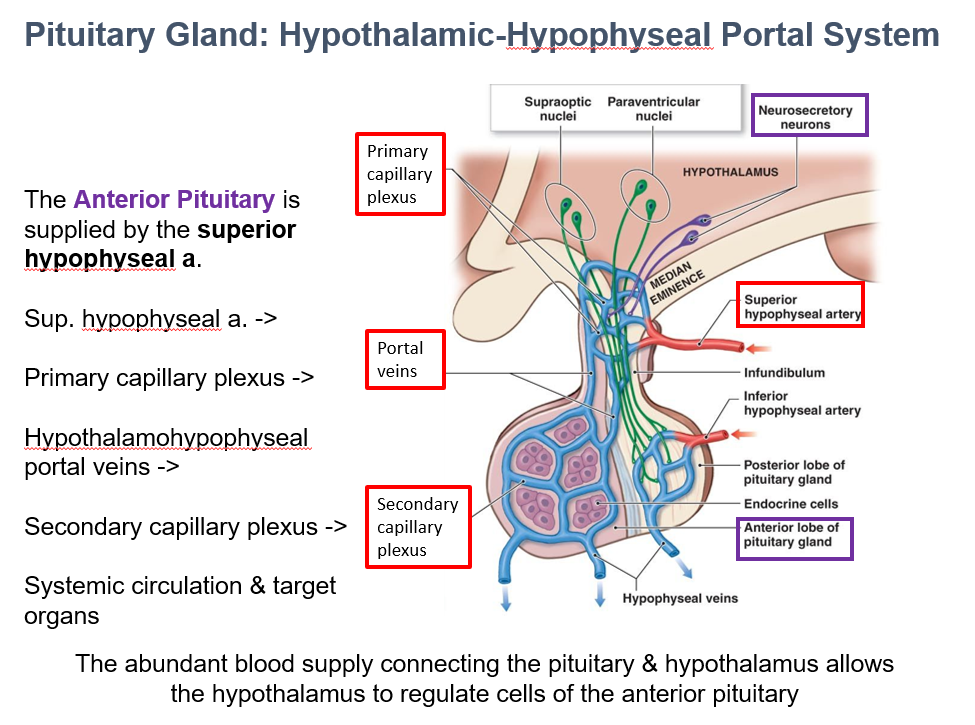 Pituitary Gland: Hypothalamic-Hypophyseal Portal System
The Anterior Pituitary is
supplied by the superior
hypophyseal a.
Sup. hypophyseal a. ->
Primary capillary plexus ->
Hypothalamohypophyseal
portal veins ->
Secondary capillary plexus ->
Systemic circulation & target
organs
Supraoptic
nuclei
Paraventricular
nuclei
Neurosecretory
neurons
Primary
capillary
plexus
HYPOTHALAMUS
MEDIAN
EMINENCE
Superior
hypophyseal artery
Portal
veins
Infundibulum
Inferior
hypophyseal artery
Posterior lobe of
pituitary gland
Endocrine cells
Secondary
capillary
plexus
Anterior lobe of
pituitary gland
Hypophyseal veins
The abundant blood supply connecting the pituitary & hypothalamus allows
the hypothalamus to regulate cells of the anterior pituitary